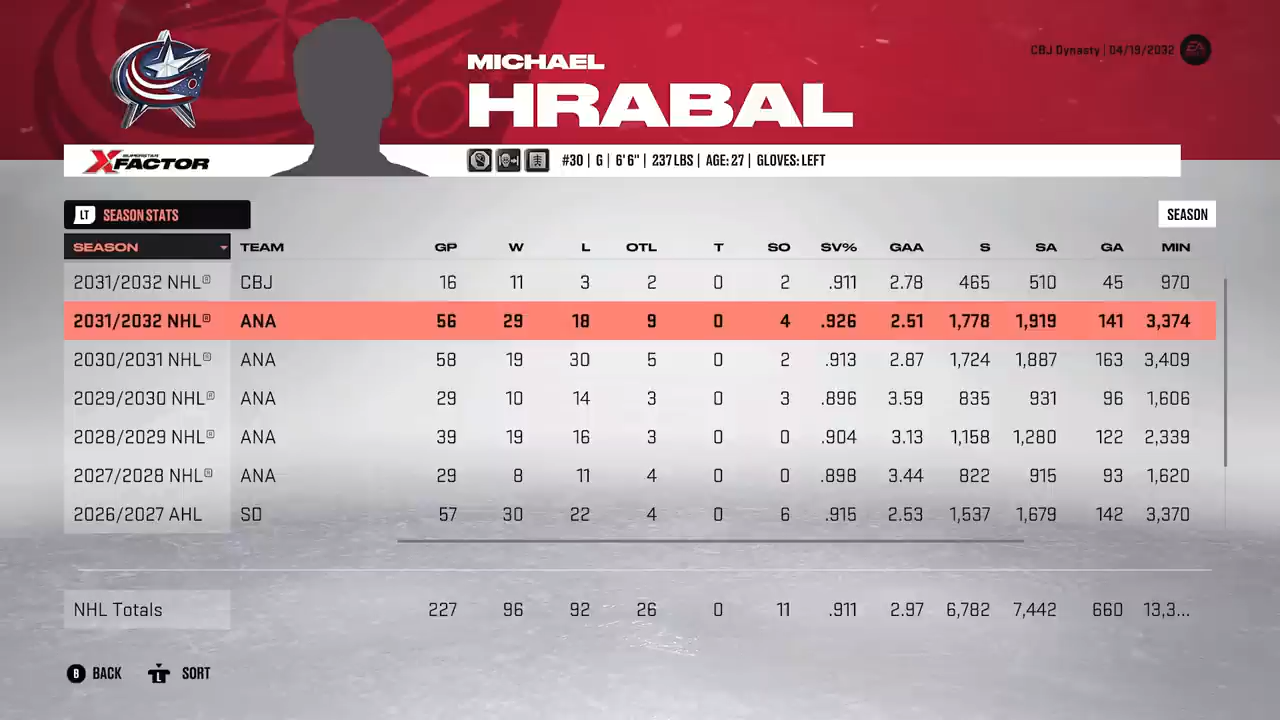 CBJ Dynasty | 04/19/2032 EA
MICHAEL
HRABAL
SUPERSTAR
XFACTOR
#30 | G | 6'6" | 237 LBS | AGE: 27 | GLOVES: LEFT
LT SEASON STATS
SEASON
SEASON TEAM GP W L OTL T SO SV% GAA S SA GA MIN
2031/2032 NHL® CBJ 16 11 3 2 0 2 .911 2.78 465 510 45 970
2031/2032 NHL® ANA 56 29 18 9 0 4 .926 2.51 1,778 1,919 141 3,374
2030/2031 NHL® ANA 58 19 30 5 0 2 .913 2.87 1,724 1,887 163 3,409
2029/2030 NHL® ANA 29 10 14 3 0 3 .896 3.59 835 931 96 1,606
2028/2029 NHL® ANA 39 19 16 3 0 0 .904 3.13 1,158 1,280 122 2,339
2027/2028 NHL® ANA 29 8 11 4 0 0 .898 3.44 822 915 93 1,620
2026/2027 AHL SD 57 30 22 4 0 6 .915 2.53 1,537 1,679 142 3,370
NHL Totals 227 96 92 26 0 11 .911 2.97 6,782 7,442 660 13,3...
B BACK L SORT